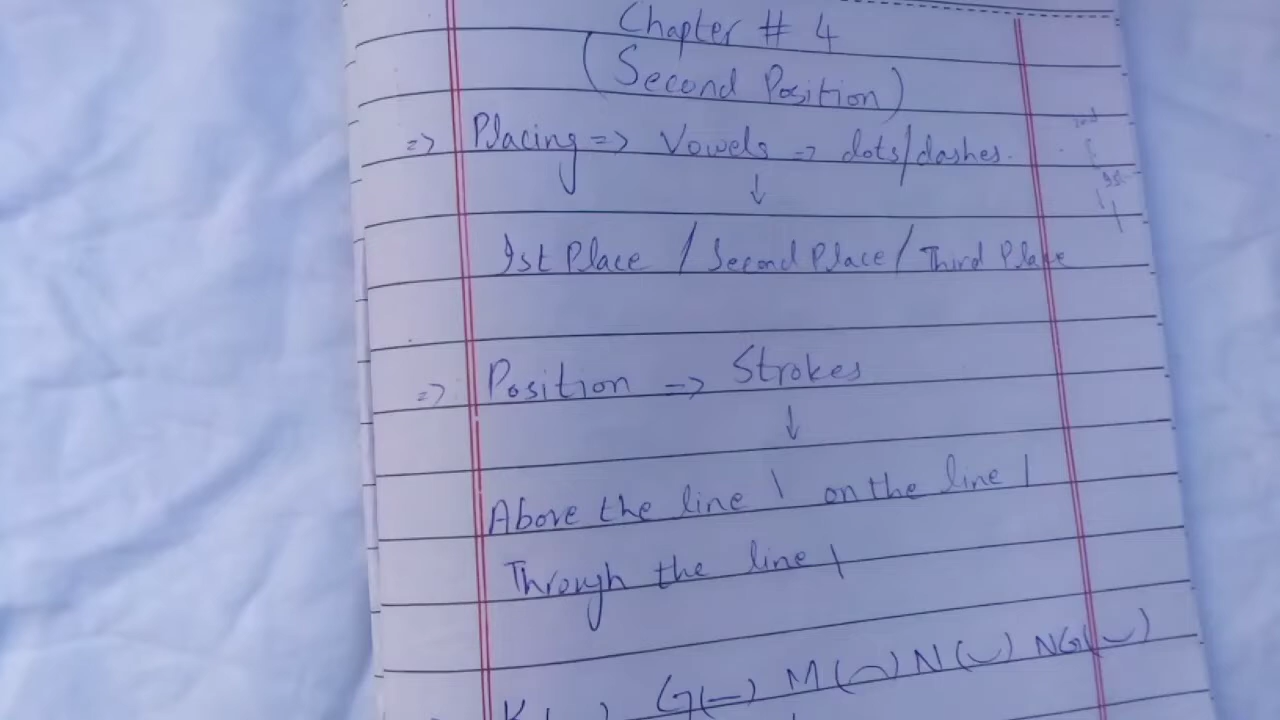 Chapter # 4
(Second Position)
=> Placing => Vowels => dots/dashes.
↓
1st Place / Second Place / Third Place
=> Position => Strokes
↓
Above the line \ on the line |
Through the line \
G(—) M(⌒) N(⌣) NG(⌣)